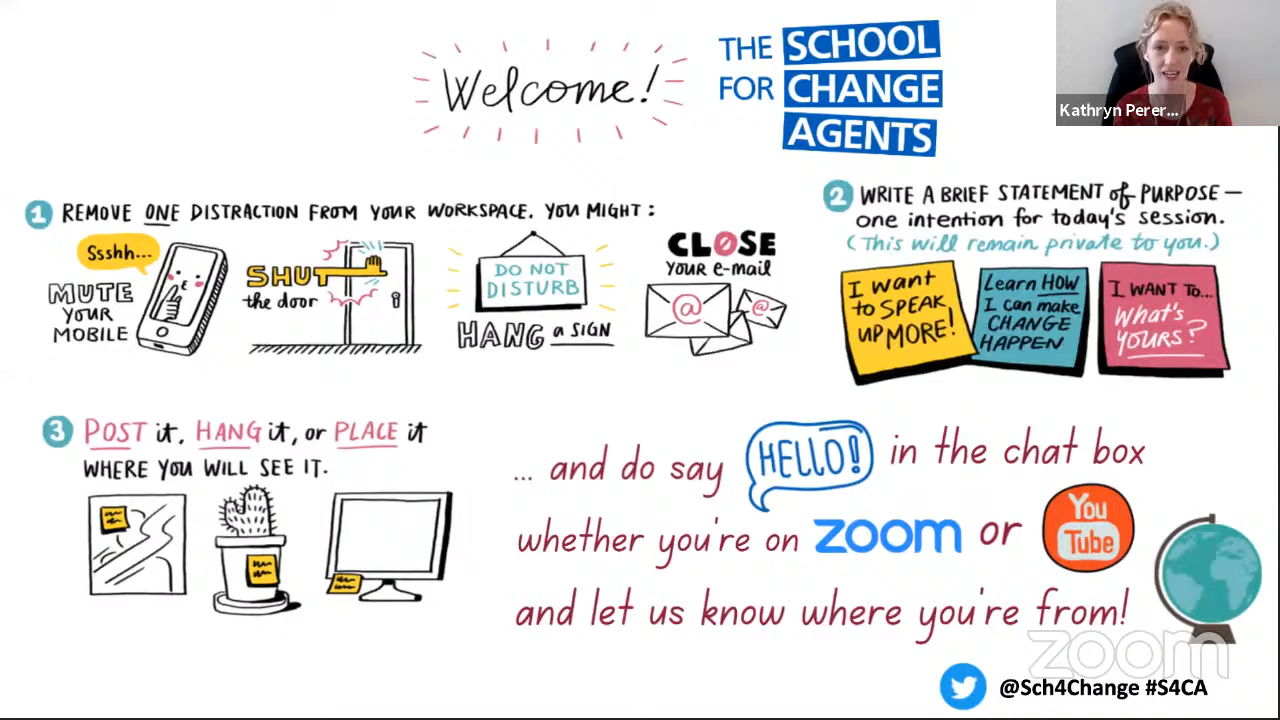 Welcome!
THE SCHOOL
FOR CHANGE
AGENTS
Kathryn Perer...
1 REMOVE ONE DISTRACTION FROM YOUR WORKSPACE. YOU MIGHT:
Ssshh...
MUTE
YOUR
MOBILE
SHUT
the door
DO NOT
DISTURB
HANG a SIGN
CLOSE
YOUR e-mail
@
@
2 WRITE A BRIEF STATEMENT of PURPOSE —
one intention for today's session.
(This will remain private to you.)
I want
to SPEAK
UP MORE!
Learn HOW
I can make
CHANGE
HAPPEN
I WANT TO...
What's
YOURS?
3 POST it, HANG it, or PLACE it
WHERE YOU WILL SEE IT.
... and do say HELLO! in the chat box
whether you're on zoom or You Tube
and let us know where you're from!
zoom
@Sch4Change #S4CA